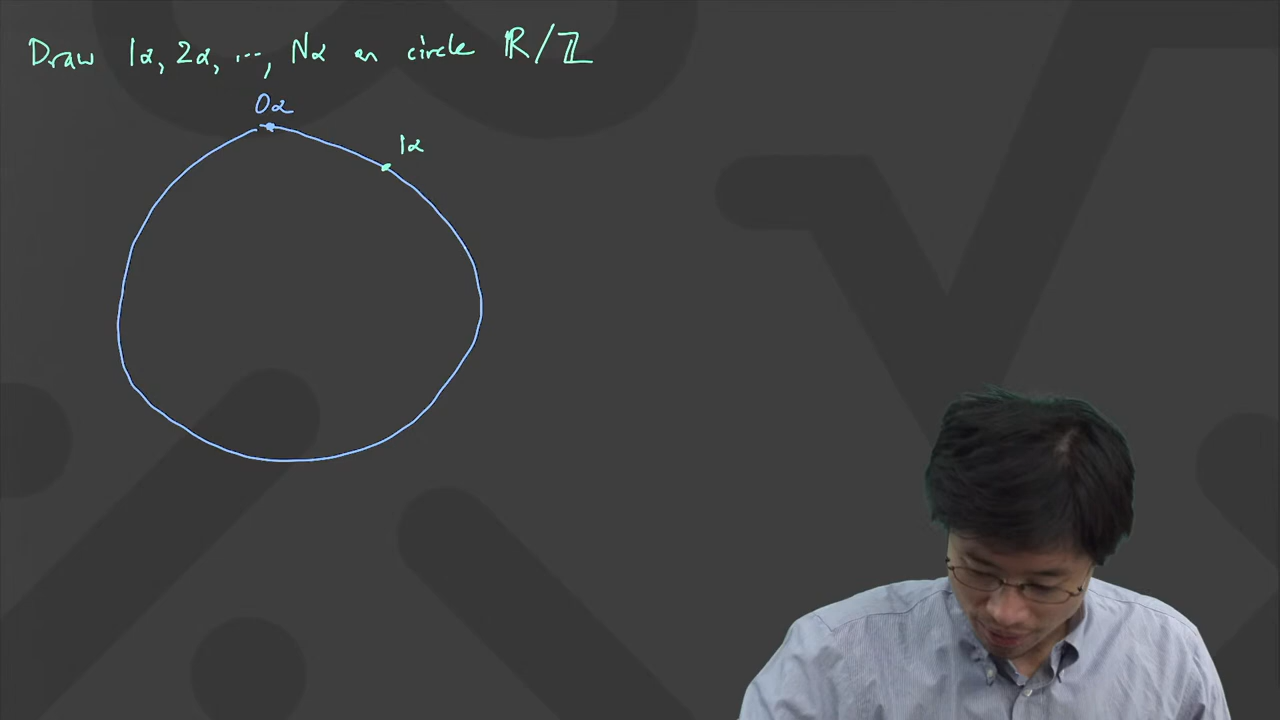 Draw 1α, 2α, ..., Nα on circle ℝ/ℤ
0α
1α